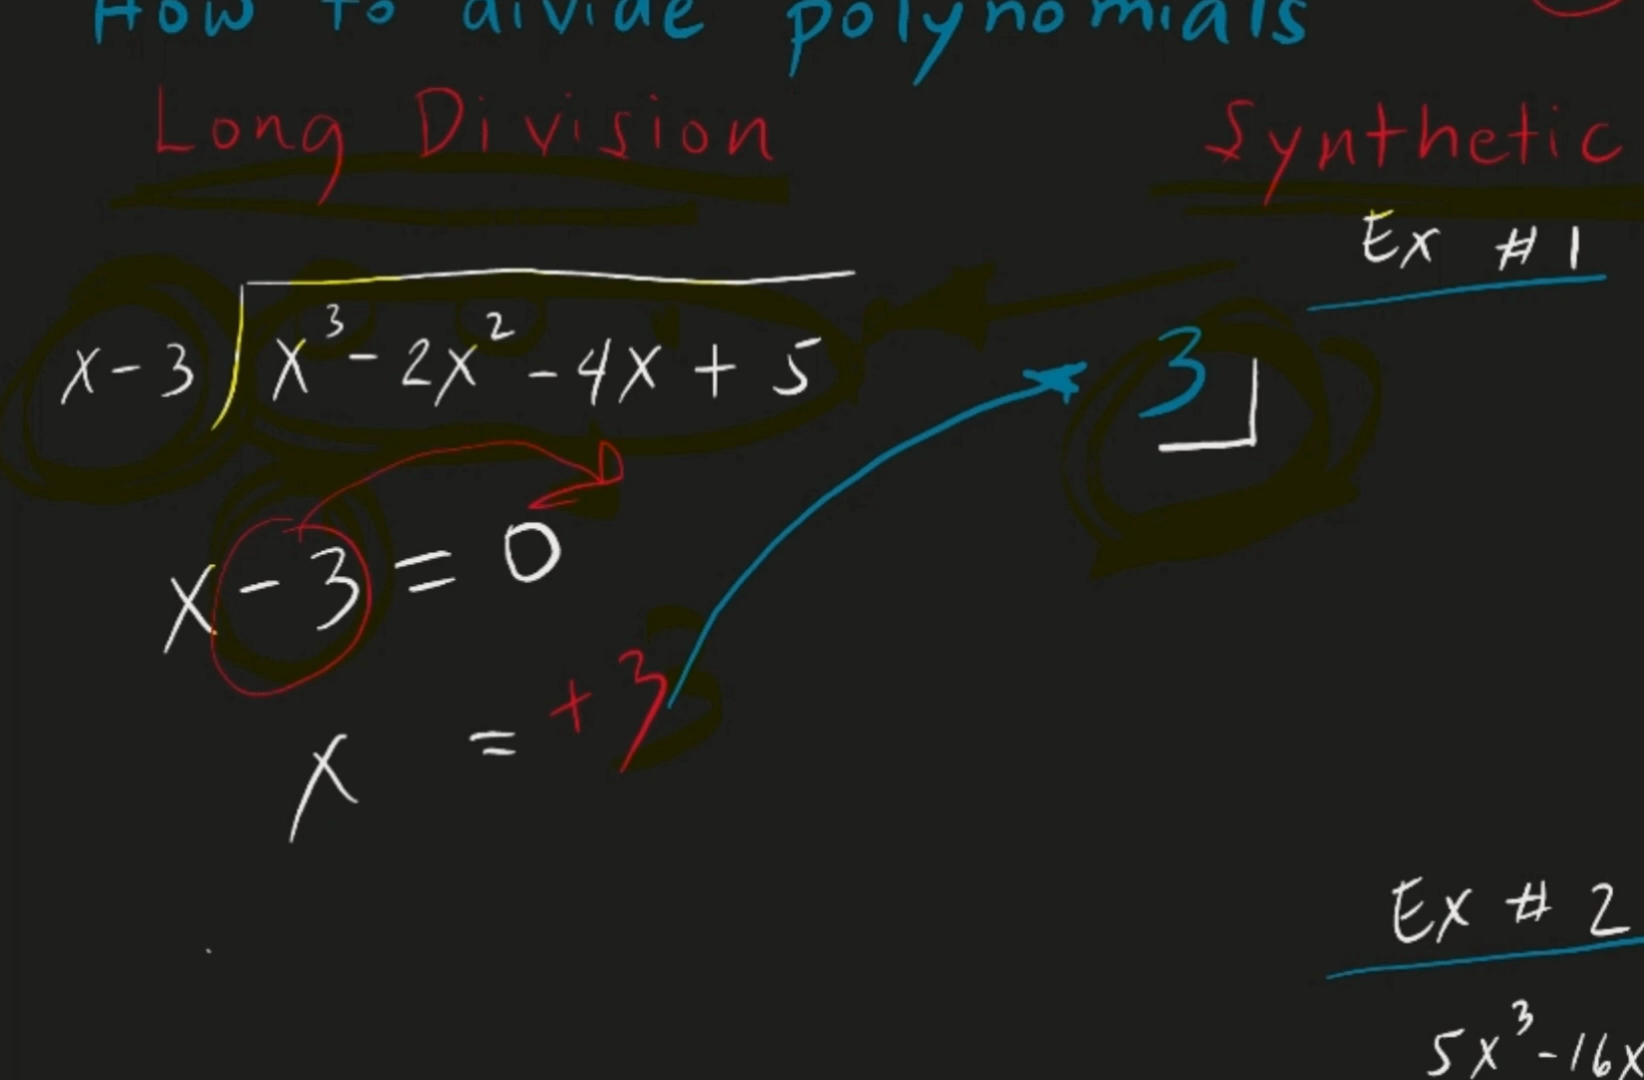 How to divide polynomials
Long Division
x-3 x³ - 2x² - 4x + 5
x - 3 = 0
x = +3
Synthetic
Ex #1
3
Ex #2
5x³-16x